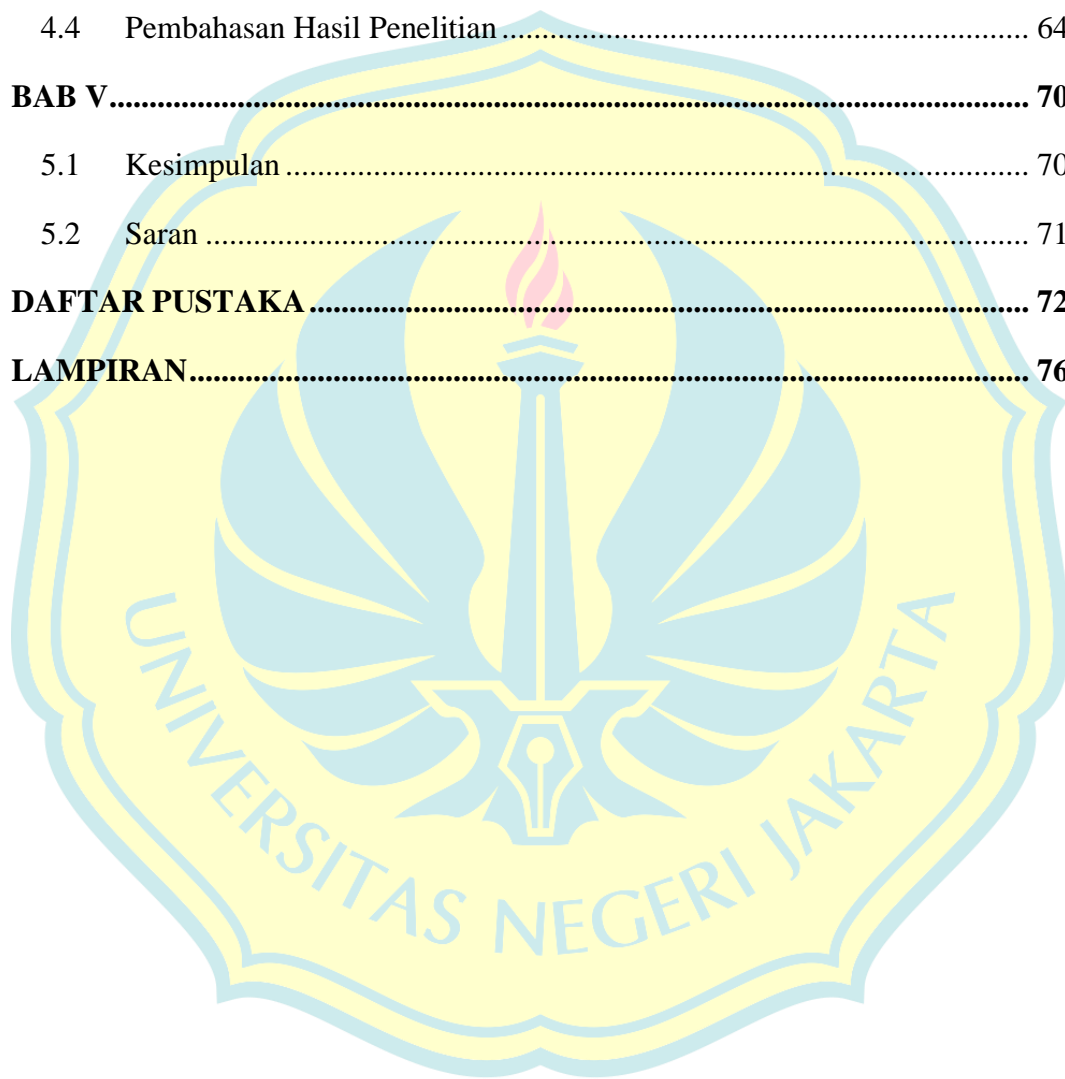 4.4 Pembahasan Hasil Penelitian .................................................................. 64
BAB V.................................................................................................................... 70
5.1 Kesimpulan ............................................................................................. 70
5.2 Saran ....................................................................................................... 71
DAFTAR PUSTAKA .......................................................................................... 72
LAMPIRAN.......................................................................................................... 76
UNIVERSITAS NEGERI JAKARTA